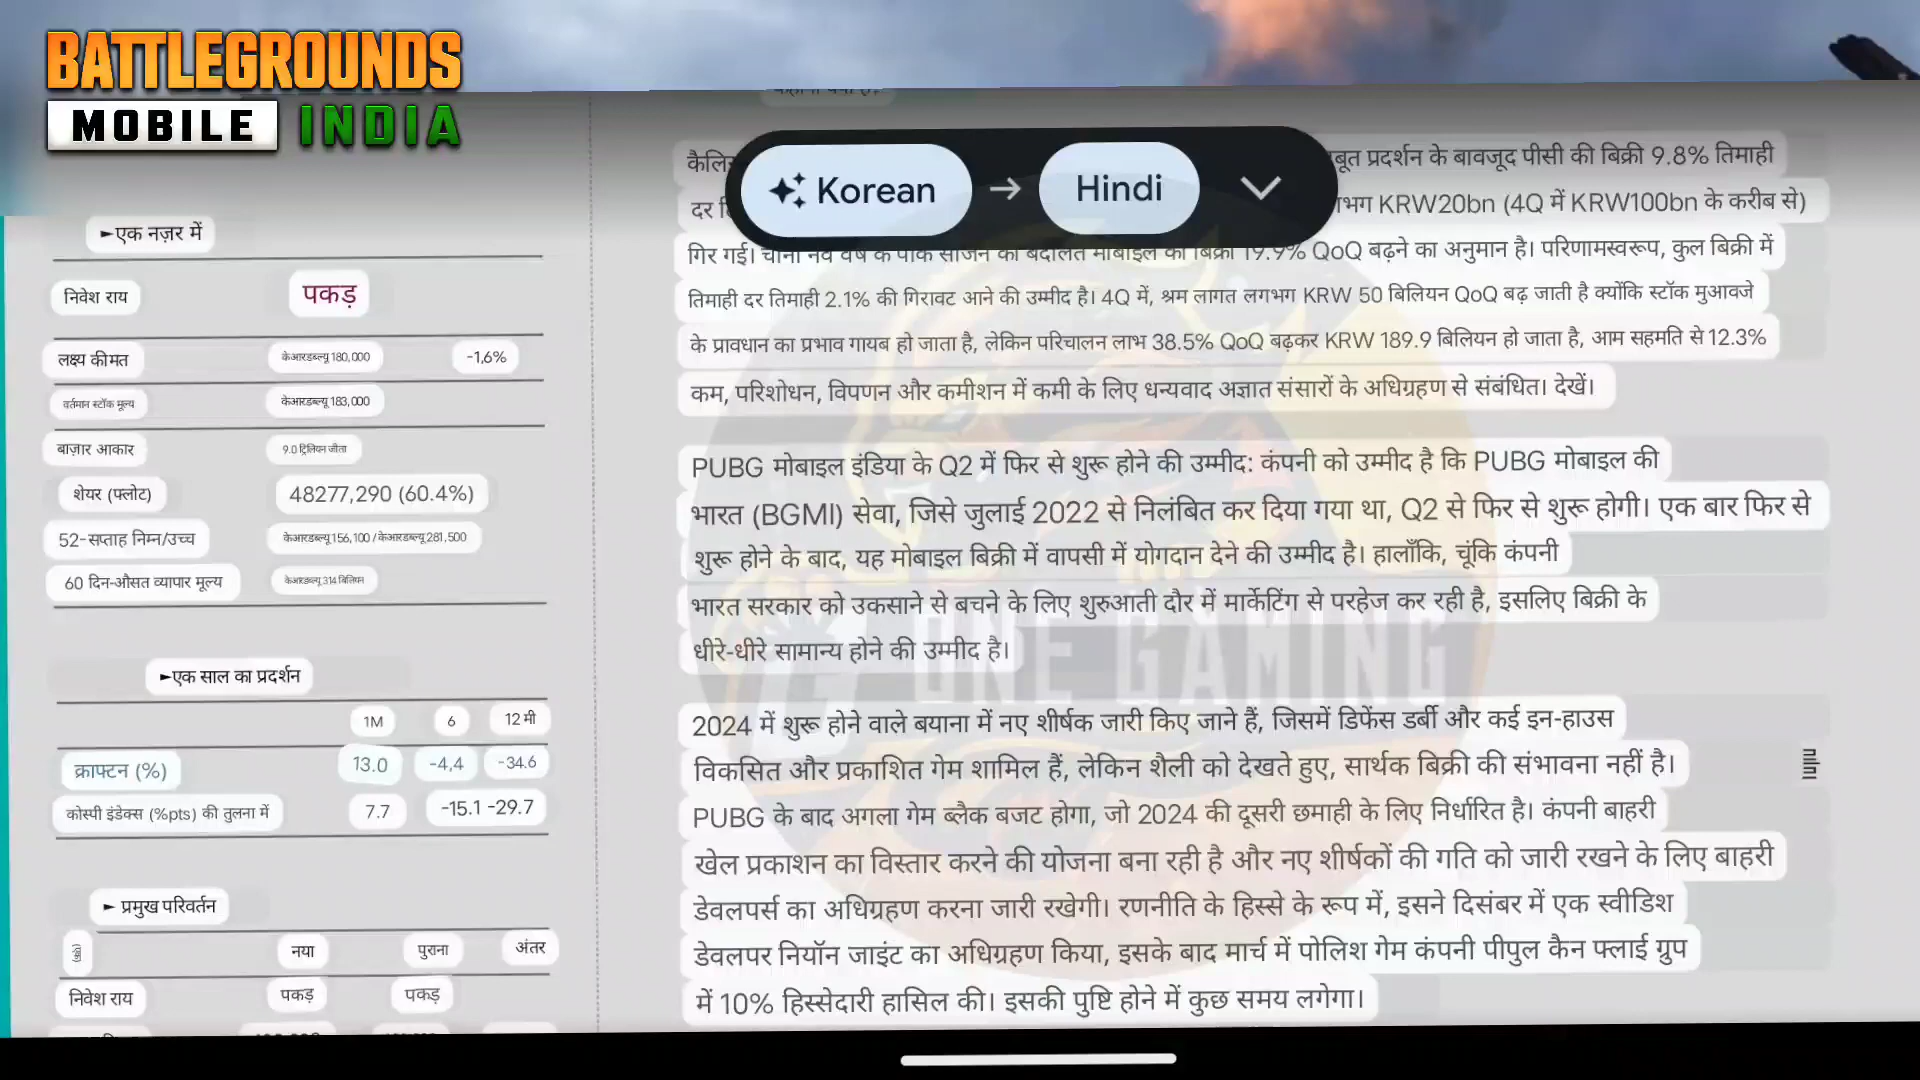 BATTLEGROUNDS
MOBILE INDIA
Korean → Hindi
►एक नज़र में
निवेश राय पकड़
लक्ष्य कीमत केआरडब्ल्यू 180,000 -1,6%
वर्तमान स्टॉक मूल्य केआरडब्ल्यू 183,000
बाज़ार आकार 9.0 ट्रिलियन जीता
शेयर (फ्लोट) 48277,290 (60.4%)
52-सप्ताह निम्न/उच्च केआरडब्ल्यू 156,100 / केआरडब्ल्यू 281,500
60 दिन-औसत व्यापार मूल्य केआरडब्ल्यू 314 बिलियन
►एक साल का प्रदर्शन
1M 6 12 मी
क्राफ्टन (%) 13.0 -4,4 -34.6
कोस्पी इंडेक्स (%pts) की तुलना में 7.7 -15.1 -29.7
► प्रमुख परिवर्तन
नया पुराना अंतर
निवेश राय पकड़ पकड़
प्रदर्शन के बावजूद पीसी की बिक्री 9.8% तिमाही
दर KRW20bn (4Q में KRW100bn के करीब से)
गिर गई। 19.9% QoQ बढ़ने का अनुमान है। परिणामस्वरूप, कुल बिक्री में
तिमाही दर तिमाही 2.1% की गिरावट आने की उम्मीद है। 4Q में, श्रम लागत लगभग KRW 50 बिलियन QoQ बढ़ जाती है क्योंकि स्टॉक मुआवजे
के प्रावधान का प्रभाव गायब हो जाता है, लेकिन परिचालन लाभ 38.5% QoQ बढ़कर KRW 189.9 बिलियन हो जाता है, आम सहमति से 12.3%
कम, परिशोधन, विपणन और कमीशन में कमी के लिए धन्यवाद अज्ञात संसारों के अधिग्रहण से संबंधित। देखें।
PUBG मोबाइल इंडिया के Q2 में फिर से शुरू होने की उम्मीद: कंपनी को उम्मीद है कि PUBG मोबाइल की
भारत (BGMI) सेवा, जिसे जुलाई 2022 से निलंबित कर दिया गया था, Q2 से फिर से शुरू होगी। एक बार फिर से
शुरू होने के बाद, यह मोबाइल बिक्री में वापसी में योगदान देने की उम्मीद है। हालाँकि, चूंकि कंपनी
भारत सरकार को उकसाने से बचने के लिए शुरुआती दौर में मार्केटिंग से परहेज कर रही है, इसलिए बिक्री के
धीरे-धीरे सामान्य होने की उम्मीद है।
ONE GAMING
2024 में शुरू होने वाले बयाना में नए शीर्षक जारी किए जाने हैं, जिसमें डिफेंस डर्बी और कई इन-हाउस
विकसित और प्रकाशित गेम शामिल हैं, लेकिन शैली को देखते हुए, सार्थक बिक्री की संभावना नहीं है।
PUBG के बाद अगला गेम ब्लैक बजट होगा, जो 2024 की दूसरी छमाही के लिए निर्धारित है। कंपनी बाहरी
खेल प्रकाशन का विस्तार करने की योजना बना रही है और नए शीर्षकों की गति को जारी रखने के लिए बाहरी
डेवलपर्स का अधिग्रहण करना जारी रखेगी। रणनीति के हिस्से के रूप में, इसने दिसंबर में एक स्वीडिश
डेवलपर नियॉन जाइंट का अधिग्रहण किया, इसके बाद मार्च में पोलिश गेम कंपनी पीपुल कैन फ्लाई ग्रुप
में 10% हिस्सेदारी हासिल की। इसकी पुष्टि होने में कुछ समय लगेगा।